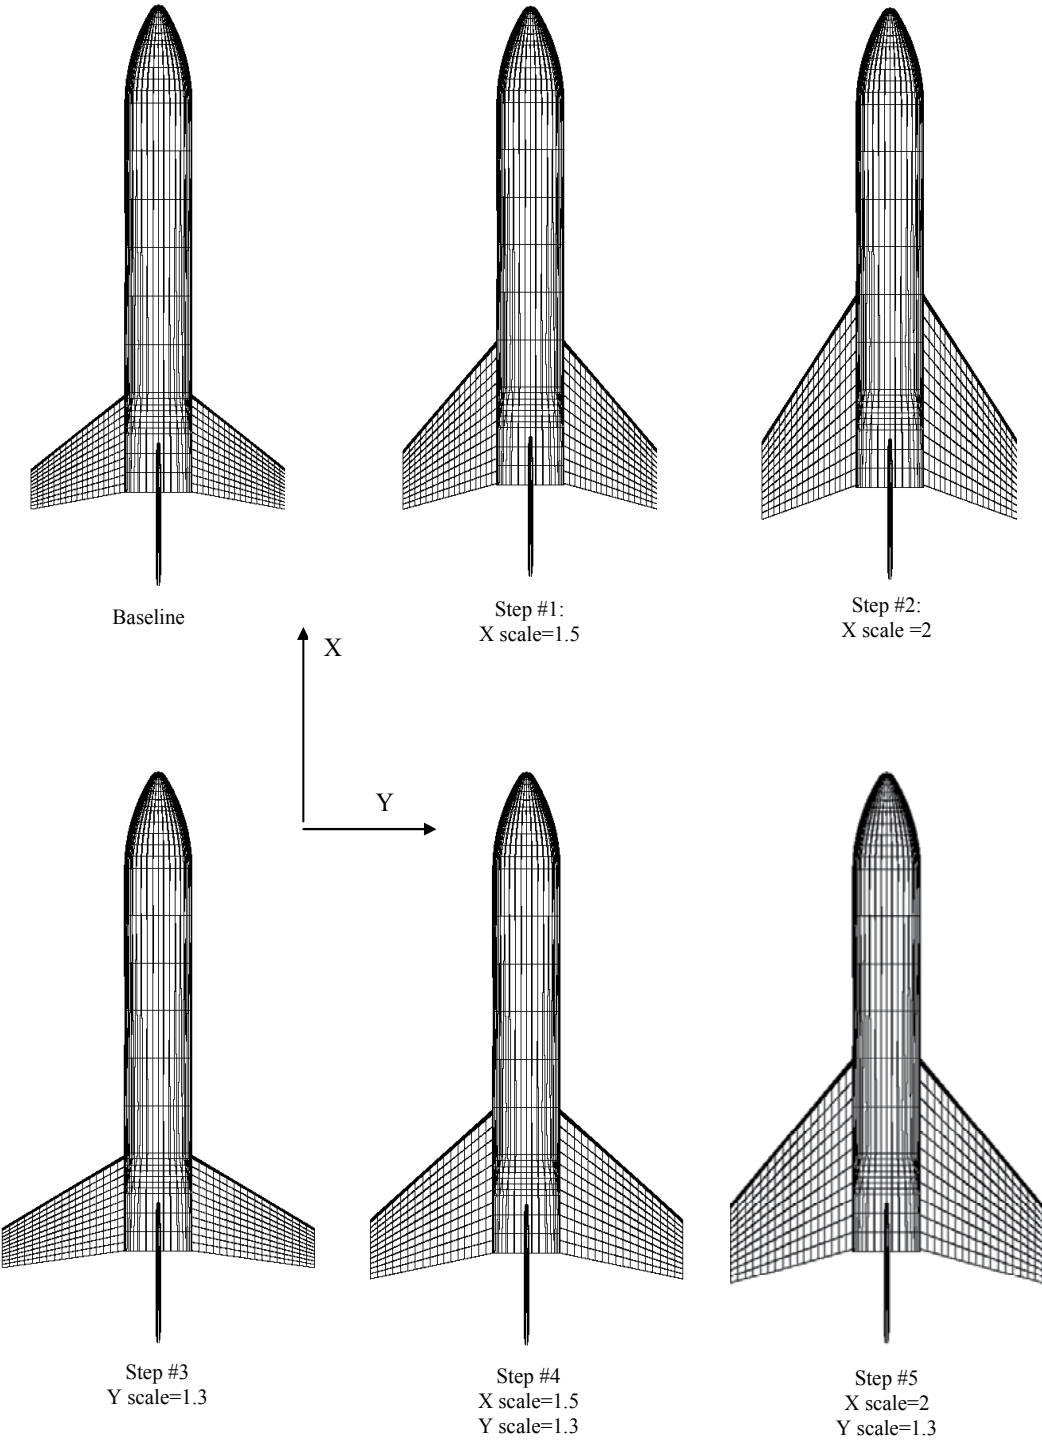 Baseline
Step #1:
X scale=1.5
Step #2:
X scale =2
X
Y
Step #3
Y scale=1.3
Step #4
X scale=1.5
Y scale=1.3
Step #5
X scale=2
Y scale=1.3